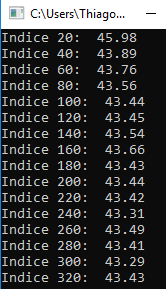 C:\Users\Thiago...
Indice 20:  45.98
Indice 40:  43.89
Indice 60:  43.76
Indice 80:  43.56
Indice 100:  43.44
Indice 120:  43.45
Indice 140:  43.54
Indice 160:  43.66
Indice 180:  43.43
Indice 200:  43.44
Indice 220:  43.42
Indice 240:  43.31
Indice 260:  43.49
Indice 280:  43.41
Indice 300:  43.29
Indice 320:  43.43